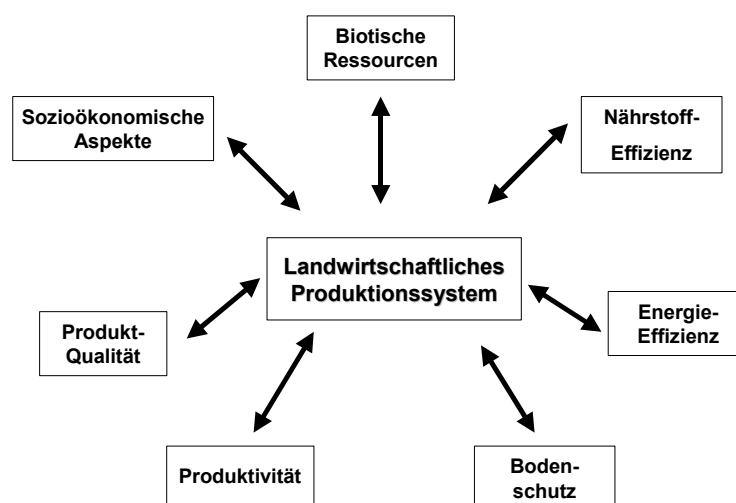 Biotische
Ressourcen
Sozioökonomische
Aspekte
Nährstoff-
Effizienz
Landwirtschaftliches
Produktionssystem
Produkt-
Qualität
Energie-
Effizienz
Produktivität
Boden-
schutz